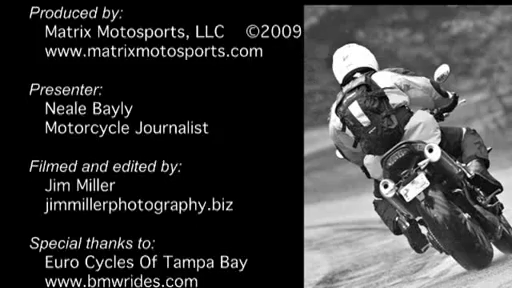 Produced by:
Matrix Motosports, LLC ©2009
www.matrixmotosports.com
Presenter:
Neale Bayly
Motorcycle Journalist
Filmed and edited by:
Jim Miller
jimmillerphotography.biz
Special thanks to:
Euro Cycles Of Tampa Bay
www.bmwrides.com